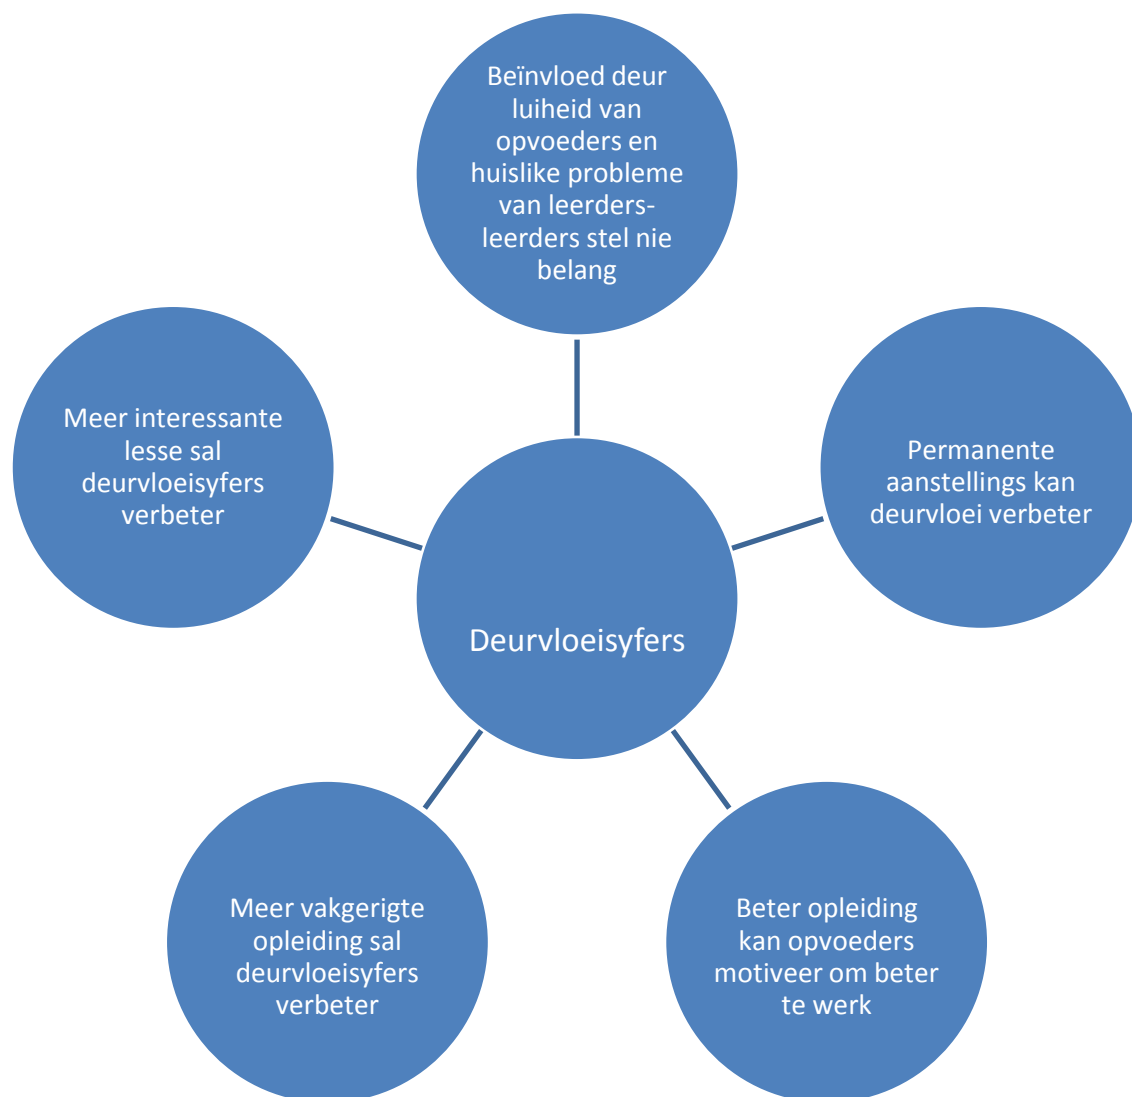 Beïnvloed deur
luiheid van
opvoeders en
huislike probleme
van leerders-
leerders stel nie
belang
Meer interessante
lesse sal
deurvloeisyfers
verbeter
Permanente
aanstellings kan
deurvloei verbeter
Deurvloeisyfers
Meer vakgerigte
opleiding sal
deurvloeisyfers
verbeter
Beter opleiding
kan opvoeders
motiveer om beter
te werk